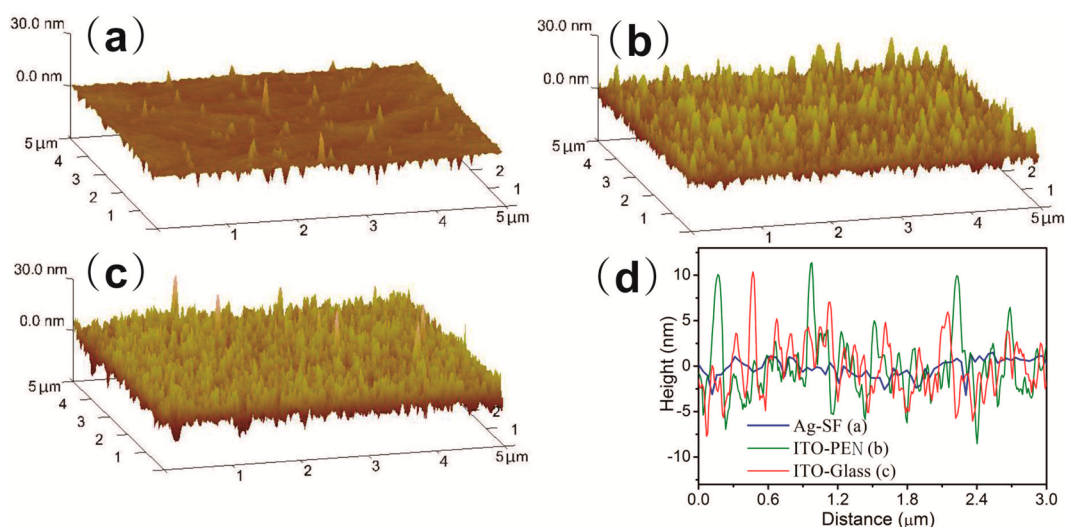 (a)
30.0 nm
0.0 nm
5 μm
4
3
2
1
1
2
3
4
5 μm
2
1
(b)
30.0 nm
0.0 nm
5 μm
4
3
2
1
1
2
3
4
5 μm
2
1
(c)
30.0 nm
0.0 nm
5 μm
4
3
2
1
1
2
3
4
5 μm
2
1
(d)
Height (nm)
10
5
0
-5
-10
Ag-SF (a)
ITO-PEN (b)
ITO-Glass (c)
0.0 0.6 1.2 1.8 2.4 3.0
Distance (μm)